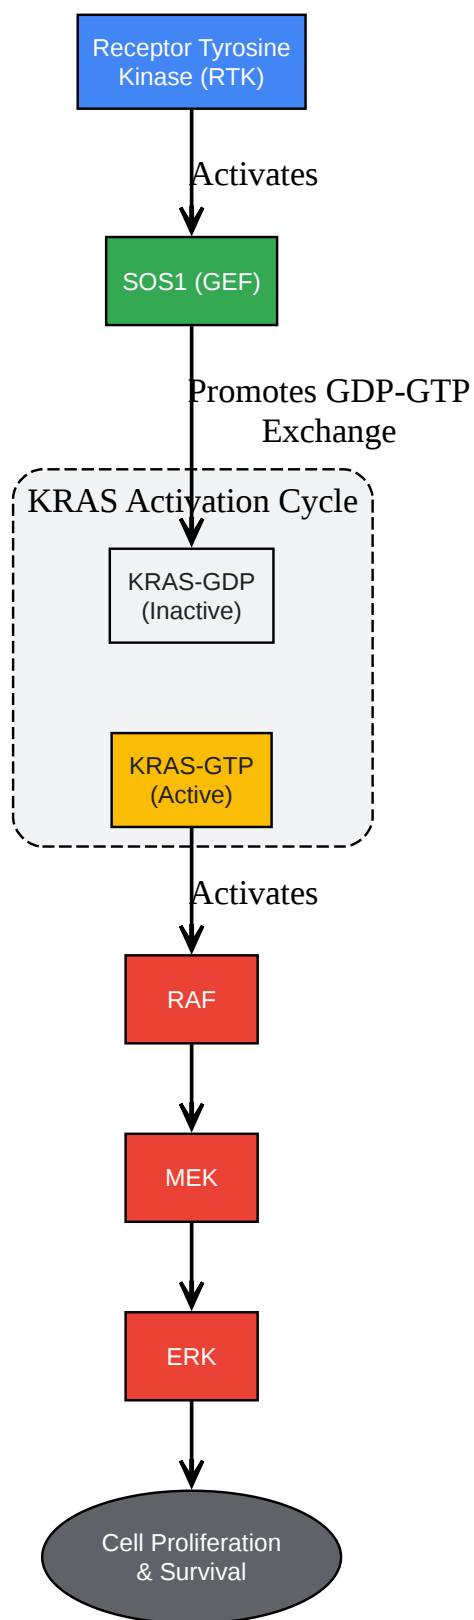 Receptor Tyrosine
Kinase (RTK)
Activates
SOS1 (GEF)
Promotes GDP-GTP
Exchange
KRAS Activation Cycle
KRAS-GDP
(Inactive)
KRAS-GTP
(Active)
Activates
RAF
MEK
ERK
Cell Proliferation
& Survival